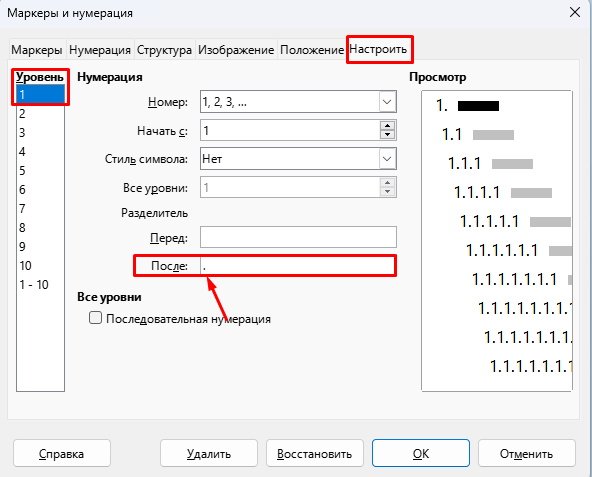 Маркеры и нумерация
Маркеры Нумерация Структура Изображение Положение Настроить
Уровень
1
2
3
4
5
6
7
8
9
10
1 - 10
Нумерация
Номер: 1, 2, 3, ...
Начать с: 1
Стиль символа: Нет
Все уровни: 1
Разделитель
Перед:
После: .
Все уровни
Последовательная нумерация
Просмотр
1.
1.1
1.1.1
1.1.1.1
1.1.1.1.1
1.1.1.1.1.1
1.1.1.1.1.1.1
1.1.1.1.1.1.1.1
1.1.1.1.1.1.1
1.1.1.1.1.1.1
Справка Удалить Восстановить OK Отменить